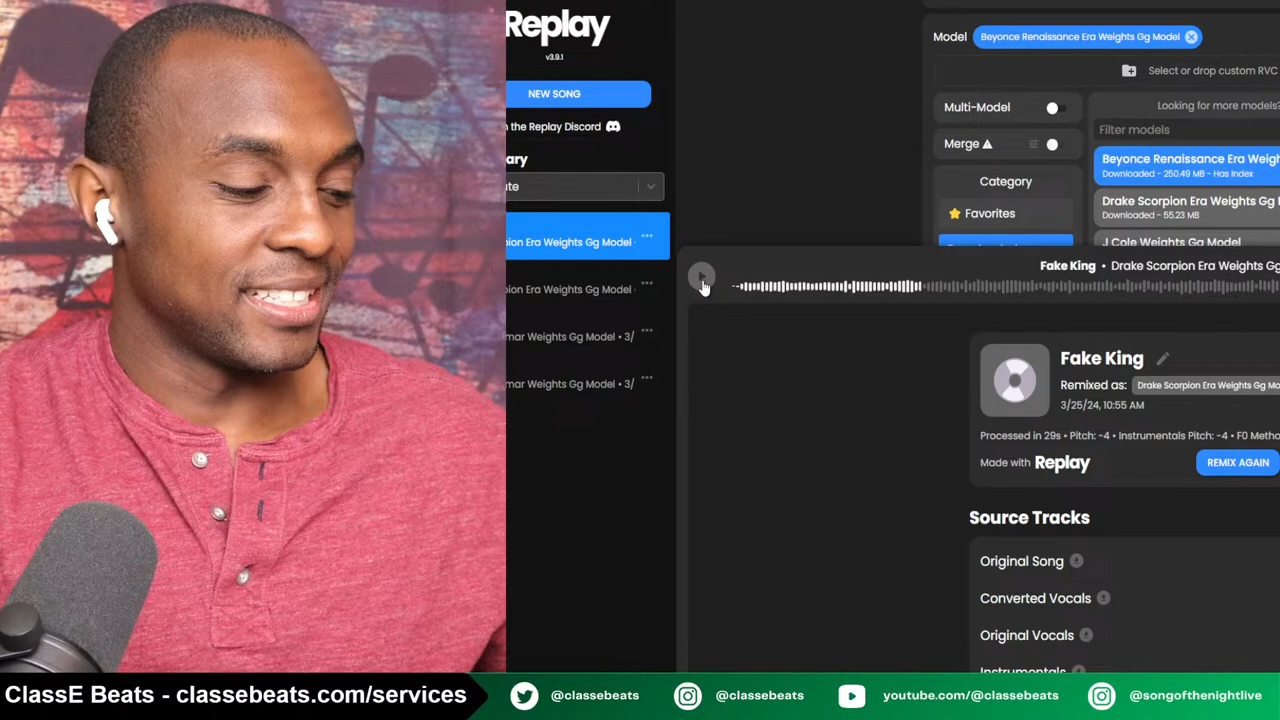 Replay
v3.9.1
NEW SONG
n the Replay Discord
ary
ate
pion Era Weights Gg Model
pion Era Weights Gg Model
mar Weights Gg Model • 3/
mar Weights Gg Model • 3/
Model
Beyonce Renaissance Era Weights Gg Model
Select or drop custom RVC
Multi-Model
Merge
Category
Favorites
Looking for more models?
Filter models
Beyonce Renaissance Era Weigh
Downloaded - 250.49 MB - Has Index
Drake Scorpion Era Weights Gg
Downloaded - 55.23 MB
J Cole Weights Gg Model
Fake King • Drake Scorpion Era Weights Gg
Fake King
Remixed as: Drake Scorpion Era Weights Gg Mo
3/25/24, 10:55 AM
Processed in 29s • Pitch: -4 • Instrumentals Pitch: -4 • F0 Metho
Made with Replay
REMIX AGAIN
Source Tracks
Original Song
Converted Vocals
Original Vocals
Instrumentals
ClassE Beats - classebeats.com/services
@classebeats
@classebeats
youtube.com/@classebeats
@songofthenightlive